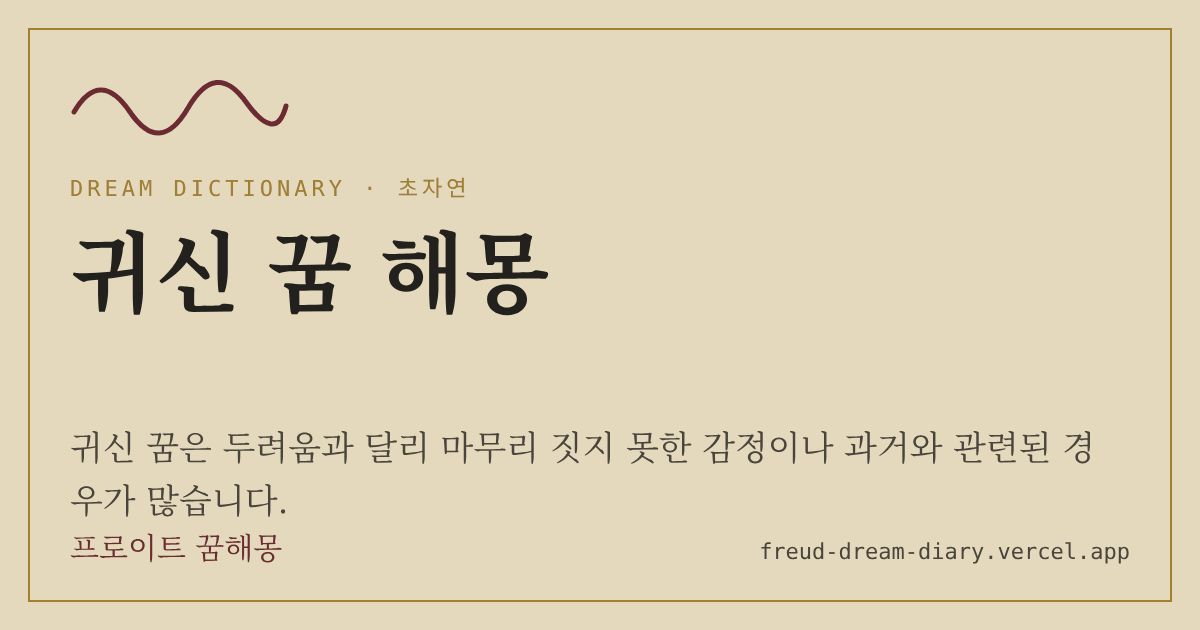 DREAM DICTIONARY · 초자연
귀신 꿈 해몽
귀신 꿈은 두려움과 달리 마무리 짓지 못한 감정이나 과거와 관련된 경
우가 많습니다.
프로이트 꿈해몽
freud-dream-diary.vercel.app